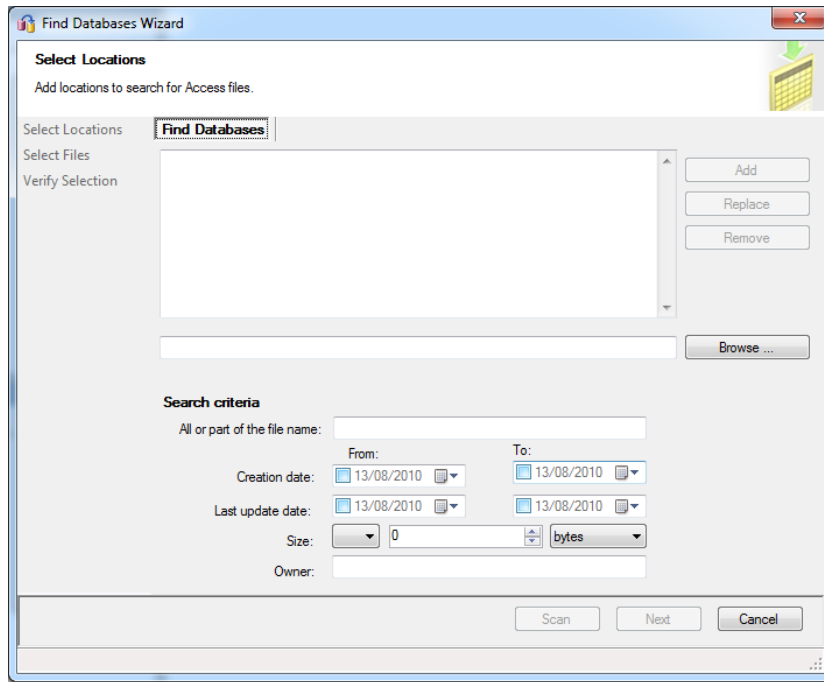 Find Databases Wizard
Select Locations
Add locations to search for Access files.
Select Locations
Select Files
Verify Selection
Find Databases
Add
Replace
Remove
Browse ...
Search criteria
All or part of the file name:
From: To:
Creation date: 13/08/2010 13/08/2010
Last update date: 13/08/2010 13/08/2010
Size: 0 bytes
Owner:
Scan Next Cancel